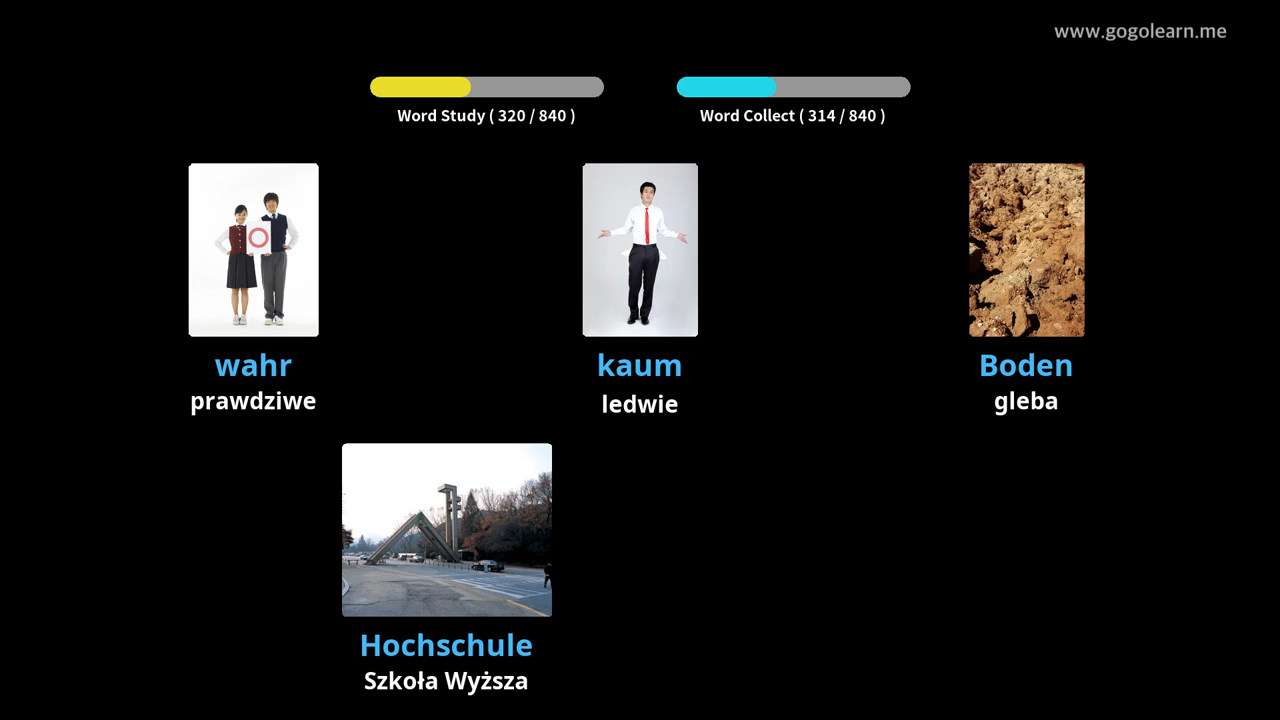 www.gogolearn.me
Word Study ( 320 / 840 )
Word Collect ( 314 / 840 )
wahr
prawdziwe
kaum
ledwie
Boden
gleba
Hochschule
Szkoła Wyższa